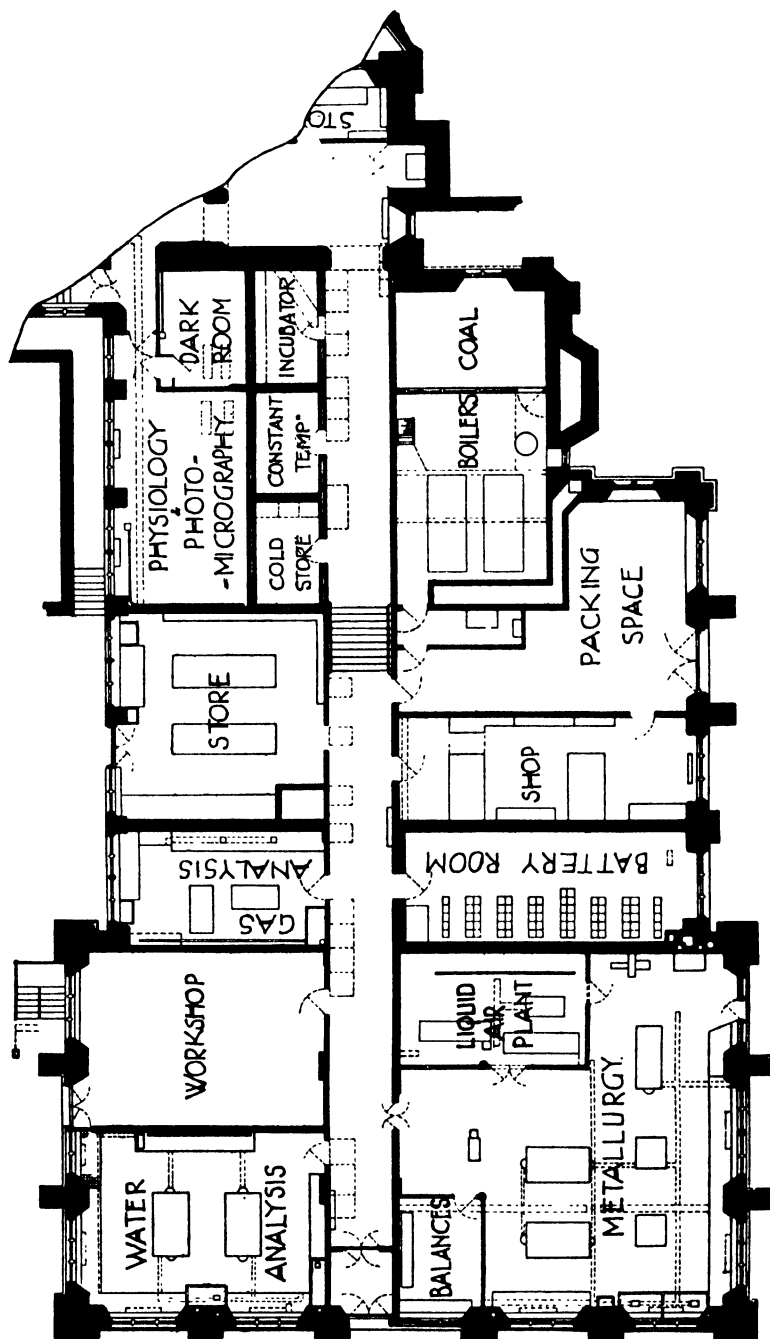 STO
DARK
ROOM
INCUBATOR
COAL
PHYSIOLOGY
&
PHOTO-
-MICROGRAPHY
CONSTANT
TEMP°
BOILERS
COLD
STORE
PACKING
SPACE
STORE
SHOP
GAS
ANALYSIS
BATTERY ROOM
WORKSHOP
LIQUID
AIR
PLANT
METALLURGY.
WATER
ANALYSIS
BALANCES